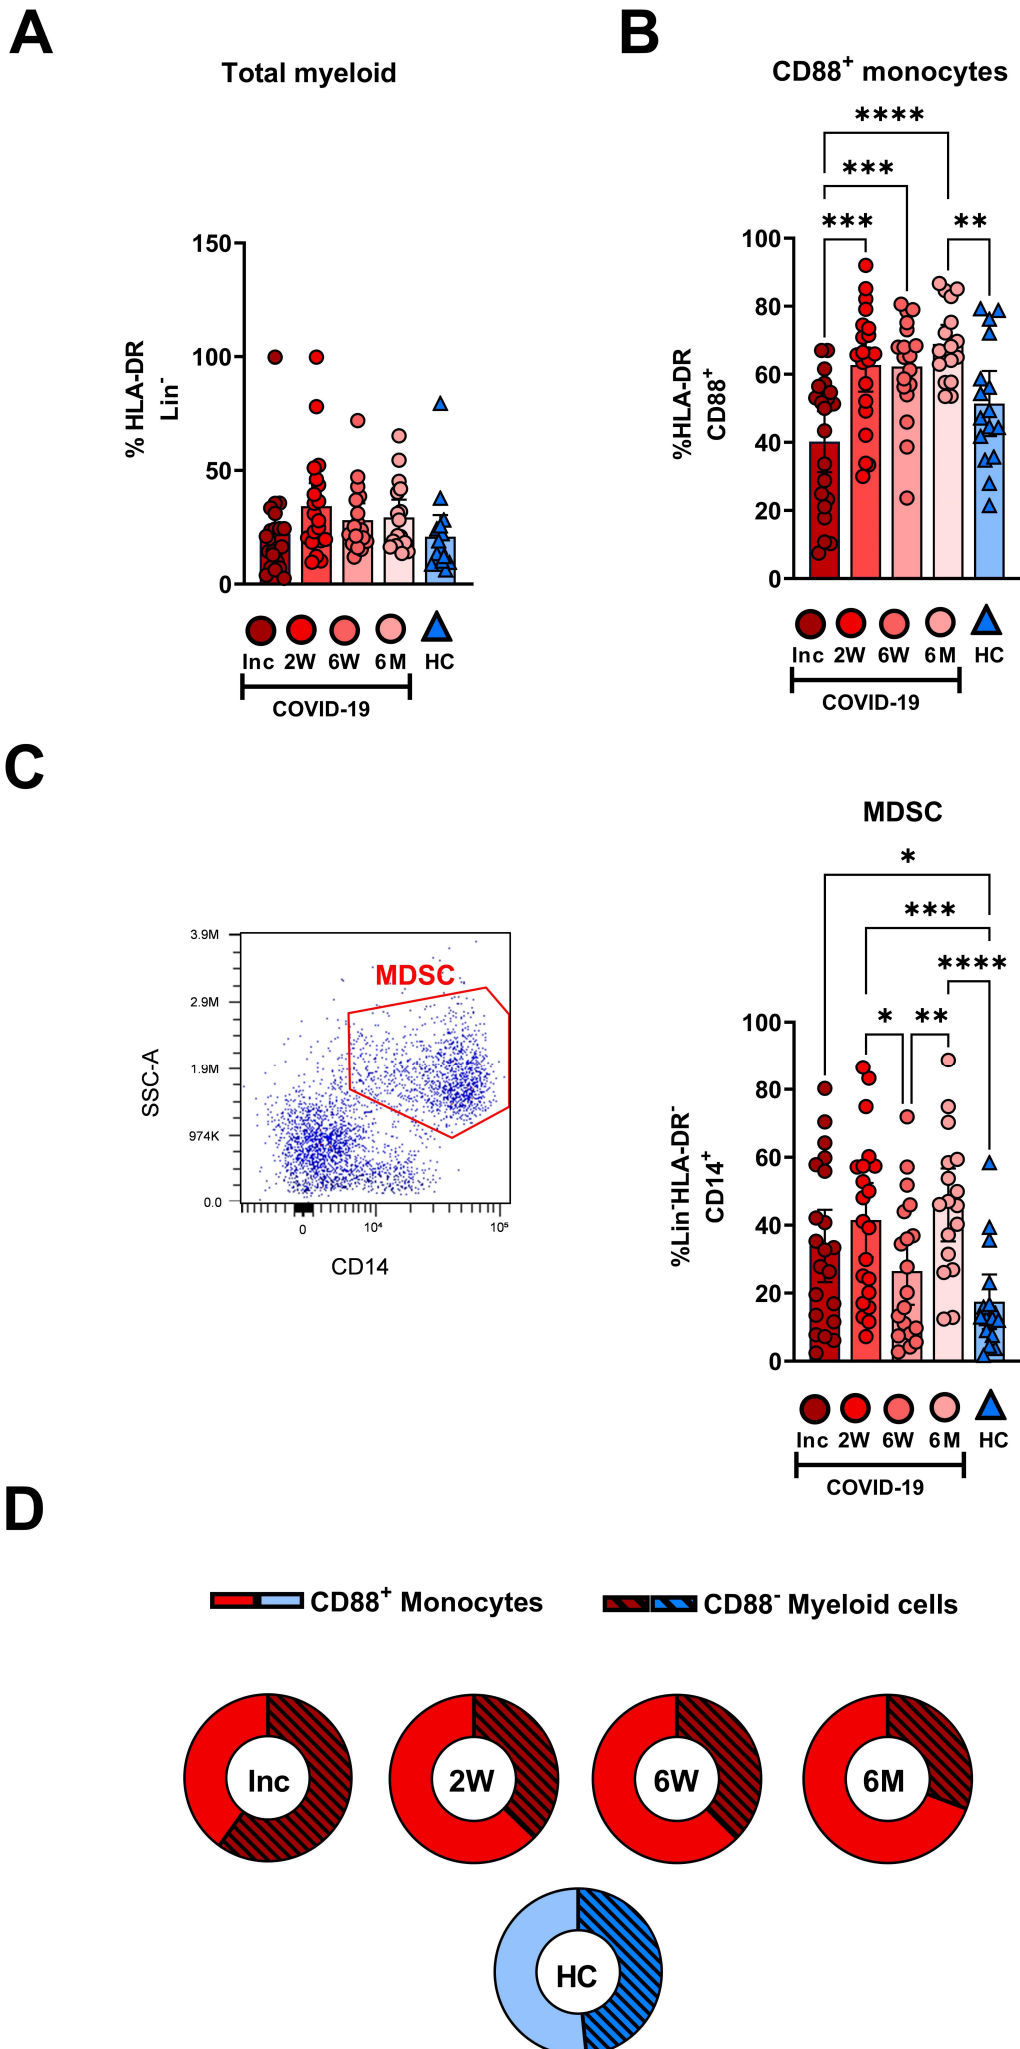 A
Total myeloid
% HLA-DR
Lin⁻
150
100
50
0
Inc 2W 6W 6M HC
COVID-19
B
CD88⁺ monocytes
****
***
*** **
%HLA-DR
CD88⁺
100
80
60
40
20
0
Inc 2W 6W 6M HC
COVID-19
C
SSC-A
3.9M
2.9M
1.9M
974K
0.0
MDSC
0 10⁴ 10⁵
CD14
MDSC
*
***
****
* **
%Lin⁻HLA-DR⁻
CD14⁺
100
80
60
40
20
0
Inc 2W 6W 6M HC
COVID-19
D
CD88⁺ Monocytes CD88⁻ Myeloid cells
Inc 2W 6W 6M
HC